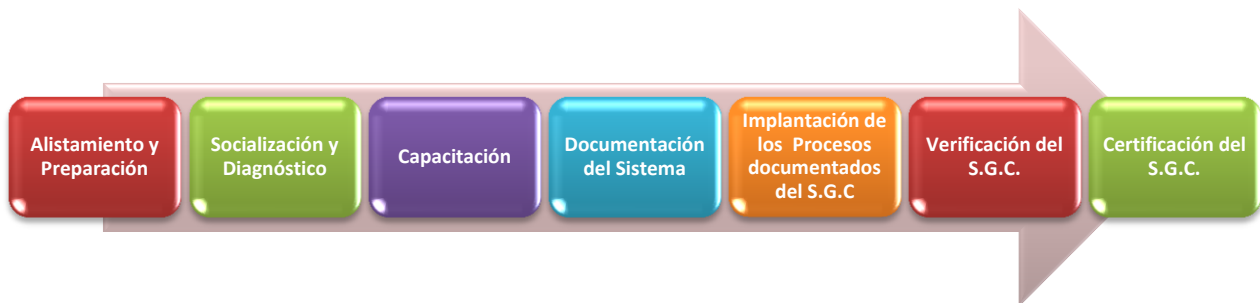 Alistamiento y
Preparación
Socialización y
Diagnóstico
Capacitación
Documentación
del Sistema
Implantación de
los Procesos
documentados
del S.G.C
Verificación del
S.G.C.
Certificación del
S.G.C.